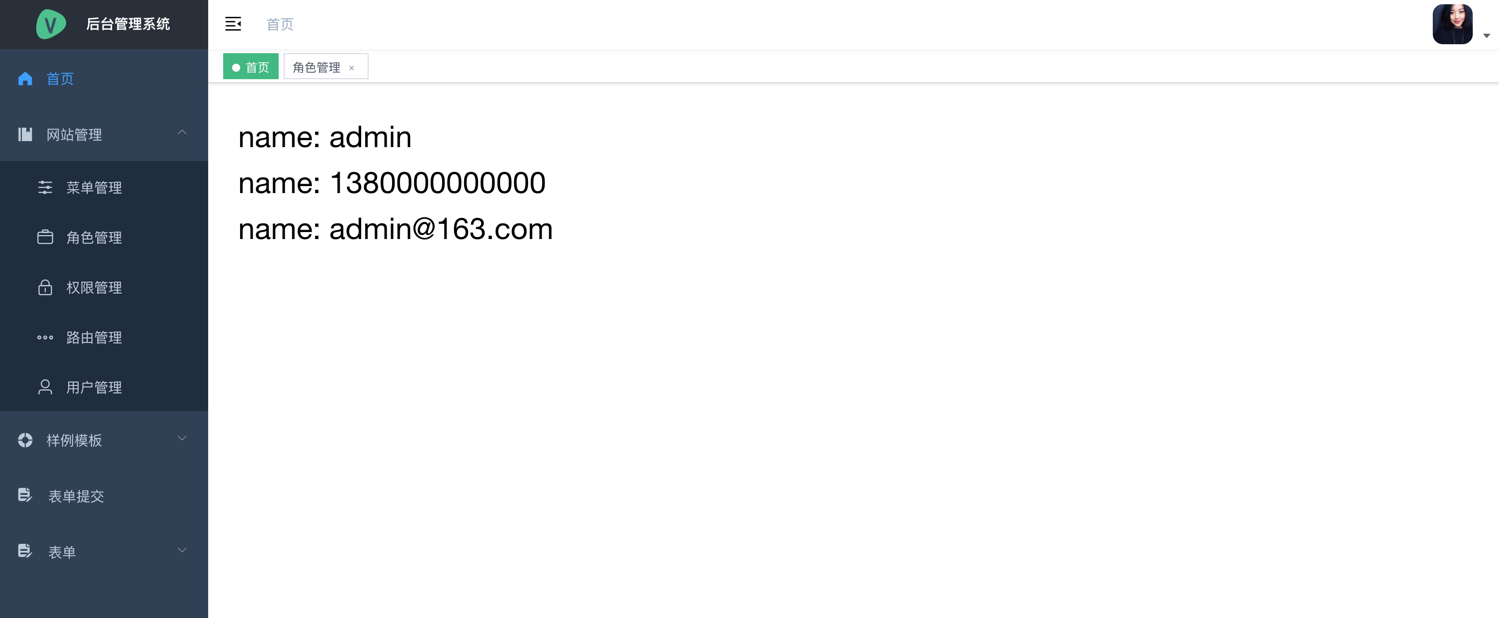 V 后台管理系统
首页
首页
网站管理
菜单管理
角色管理
权限管理
路由管理
用户管理
样例模板
表单提交
表单
首页
角色管理 ×
name: admin
name: 1380000000000
name: admin@163.com